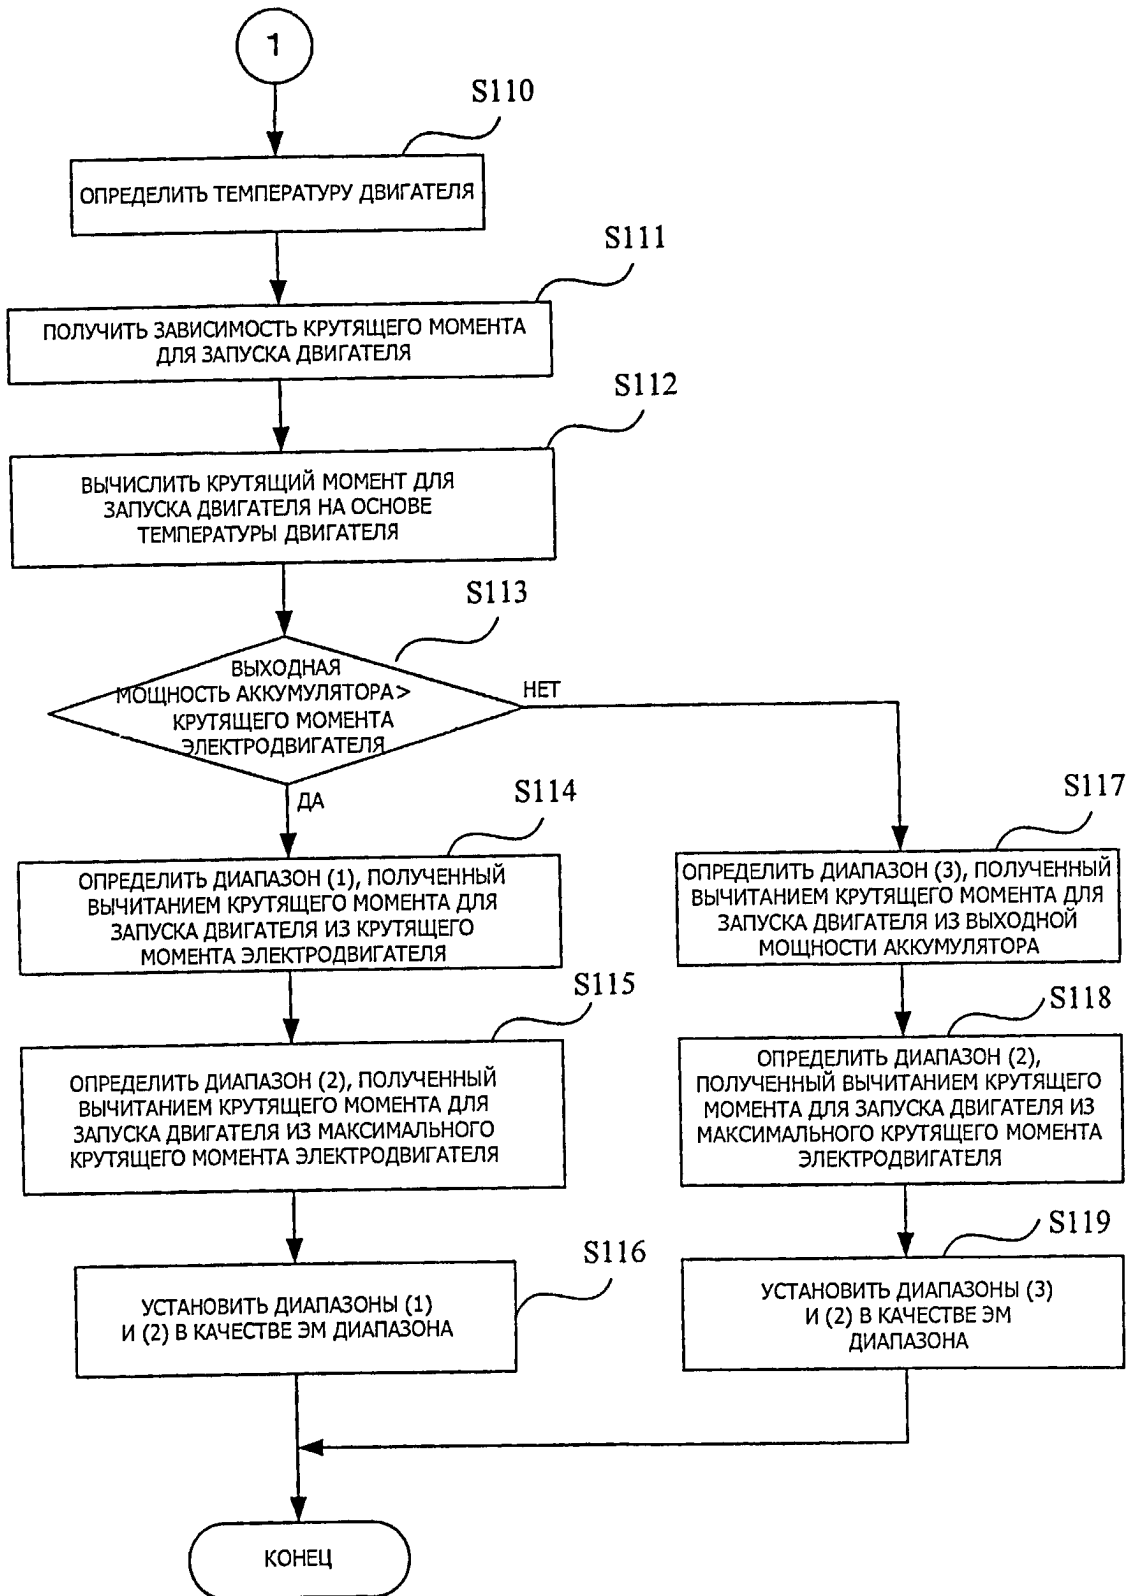 1
S110
ОПРЕДЕЛИТЬ ТЕМПЕРАТУРУ ДВИГАТЕЛЯ
S111
ПОЛУЧИТЬ ЗАВИСИМОСТЬ КРУТЯЩЕГО МОМЕНТА
ДЛЯ ЗАПУСКА ДВИГАТЕЛЯ
S112
ВЫЧИСЛИТЬ КРУТЯЩИЙ МОМЕНТ ДЛЯ
ЗАПУСКА ДВИГАТЕЛЯ НА ОСНОВЕ
ТЕМПЕРАТУРЫ ДВИГАТЕЛЯ
S113
ВЫХОДНАЯ
МОЩНОСТЬ АККУМУЛЯТОРА>
КРУТЯЩЕГО МОМЕНТА
ЭЛЕКТРОДВИГАТЕЛЯ
НЕТ
ДА
S114
ОПРЕДЕЛИТЬ ДИАПАЗОН (1), ПОЛУЧЕННЫЙ
ВЫЧИТАНИЕМ КРУТЯЩЕГО МОМЕНТА ДЛЯ
ЗАПУСКА ДВИГАТЕЛЯ ИЗ КРУТЯЩЕГО
МОМЕНТА ЭЛЕКТРОДВИГАТЕЛЯ
S115
ОПРЕДЕЛИТЬ ДИАПАЗОН (2), ПОЛУЧЕННЫЙ
ВЫЧИТАНИЕМ КРУТЯЩЕГО МОМЕНТА ДЛЯ
ЗАПУСКА ДВИГАТЕЛЯ ИЗ МАКСИМАЛЬНОГО
КРУТЯЩЕГО МОМЕНТА ЭЛЕКТРОДВИГАТЕЛЯ
S116
УСТАНОВИТЬ ДИАПАЗОНЫ (1)
И (2) В КАЧЕСТВЕ ЭМ ДИАПАЗОНА
S117
ОПРЕДЕЛИТЬ ДИАПАЗОН (3), ПОЛУЧЕННЫЙ
ВЫЧИТАНИЕМ КРУТЯЩЕГО МОМЕНТА ДЛЯ
ЗАПУСКА ДВИГАТЕЛЯ ИЗ ВЫХОДНОЙ
МОЩНОСТИ АККУМУЛЯТОРА
S118
ОПРЕДЕЛИТЬ ДИАПАЗОН (2),
ПОЛУЧЕННЫЙ ВЫЧИТАНИЕМ КРУТЯЩЕГО
МОМЕНТА ДЛЯ ЗАПУСКА ДВИГАТЕЛЯ ИЗ
МАКСИМАЛЬНОГО КРУТЯЩЕГО МОМЕНТА
ЭЛЕКТРОДВИГАТЕЛЯ
S119
УСТАНОВИТЬ ДИАПАЗОНЫ (3)
И (2) В КАЧЕСТВЕ ЭМ
ДИАПАЗОНА
КОНЕЦ